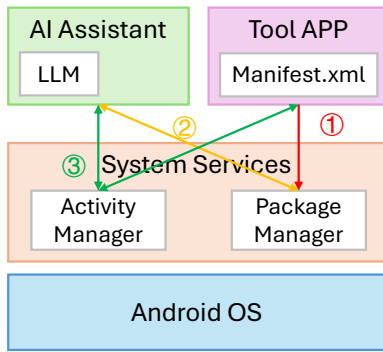 AI Assistant
Tool APP
LLM
Manifest.xml
②
①
③
System Services
Activity
Manager
Package
Manager
Android OS